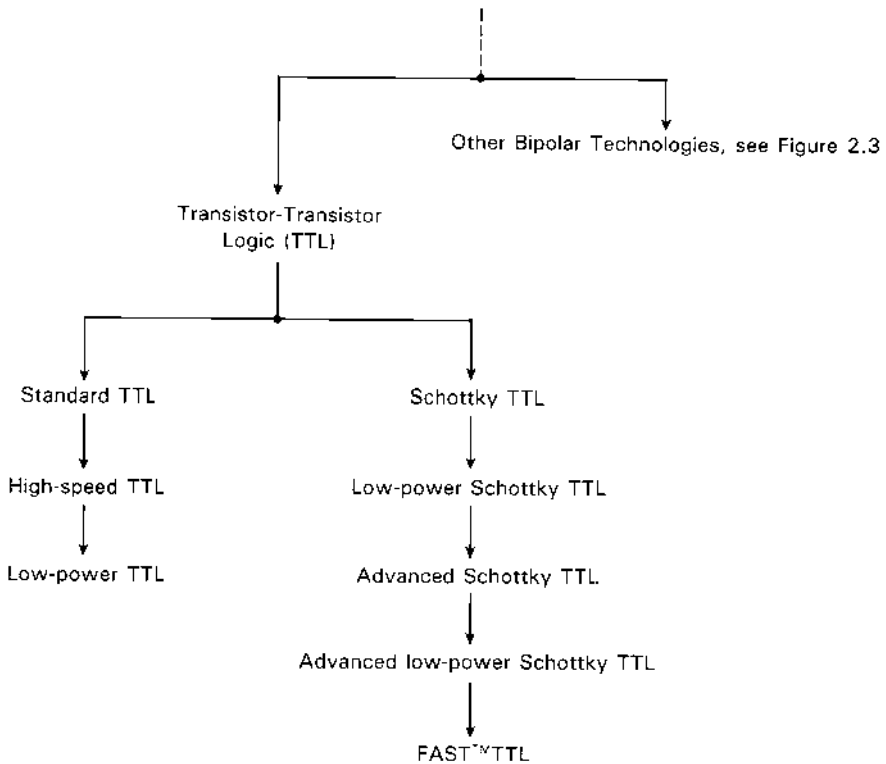 Other Bipolar Technologies, see Figure 2.3
Transistor-Transistor
Logic (TTL)
Standard TTL
Schottky TTL
High-speed TTL
Low-power Schottky TTL
Low-power TTL
Advanced Schottky TTL
Advanced low-power Schottky TTL
FAST™TTL